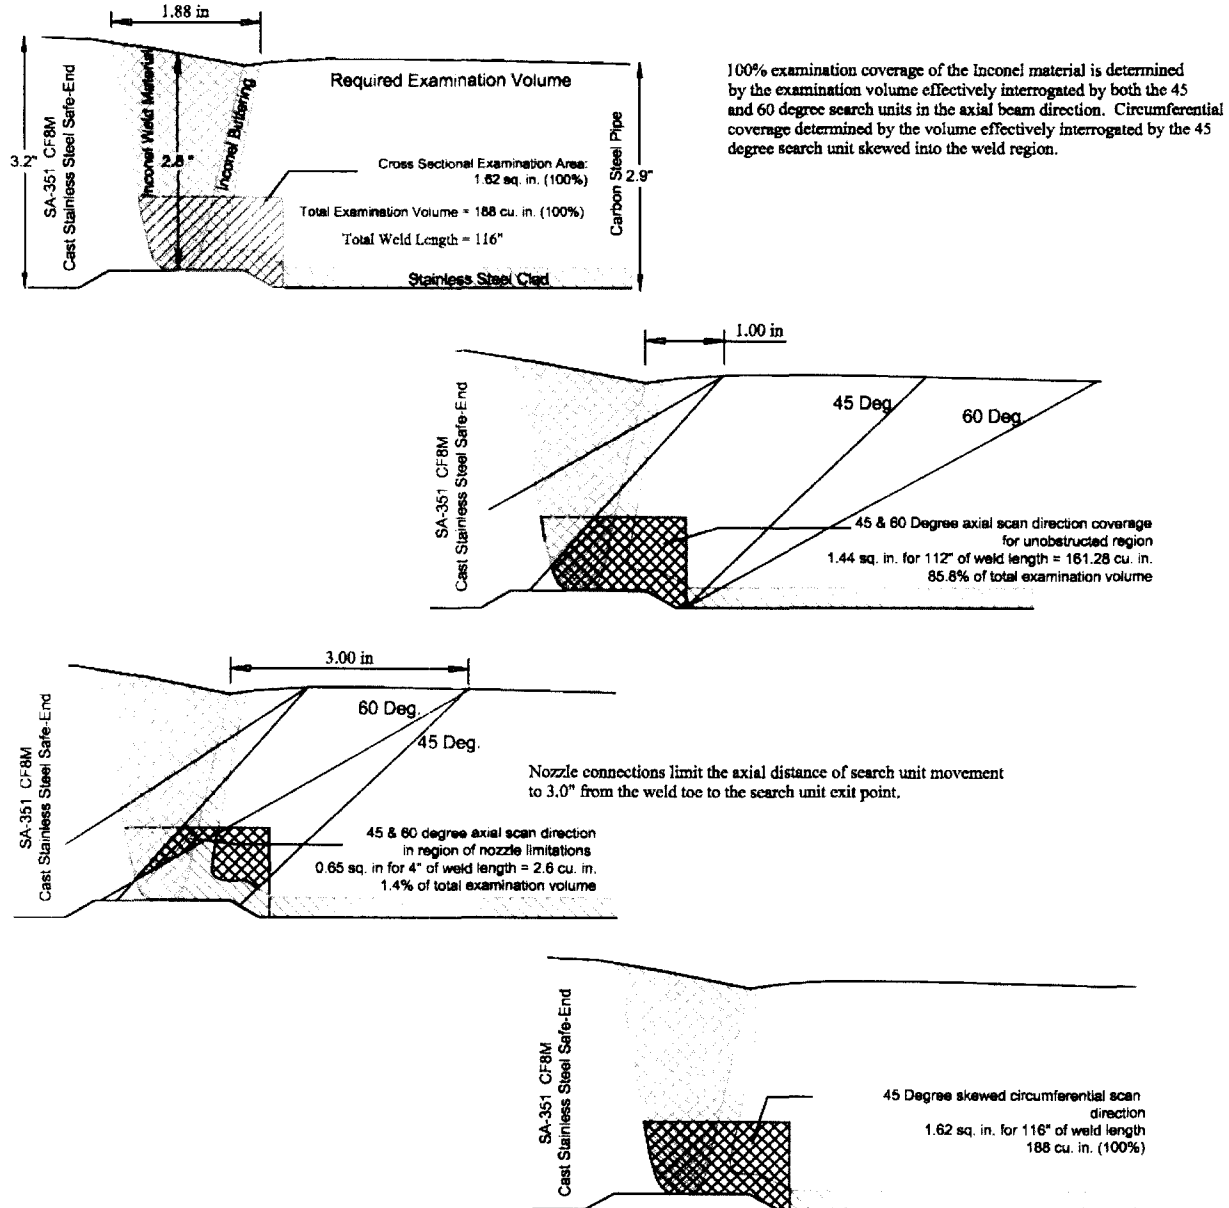 1.88 in
Required Examination Volume
100% examination coverage of the Inconel material is determined
by the examination volume effectively interrogated by both the 45
and 60 degree search units in the axial beam direction. Circumferential
coverage determined by the volume effectively interrogated by the 45
degree search unit skewed into the weld region.
3.2"
SA-351 CF8M
Cast Stainless Steel Safe-End
Inconel Weld Material
2.8"
Inconel Buttering
Cross Sectional Examination Area:
1.62 sq. in. (100%)
Total Examination Volume = 188 cu. in. (100%)
Total Weld Length = 116"
Carbon Steel Pipe
2.9"
Stainless Steel Clad
1.00 in
SA-351 CF8M
Cast Stainless Steel Safe-End
45 Deg.
60 Deg.
45 & 60 Degree axial scan direction coverage
for unobstructed region
1.44 sq. in. for 112" of weld length = 161.28 cu. in.
85.8% of total examination volume
3.00 in
SA-351 CF8M
Cast Stainless Steel Safe-End
60 Deg.
45 Deg.
Nozzle connections limit the axial distance of search unit movement
to 3.0" from the weld toe to the search unit exit point.
45 & 60 degree axial scan direction
in region of nozzle limitations
0.65 sq. in for 4" of weld length = 2.6 cu. in.
1.4% of total examination volume
SA-351 CF8M
Cast Stainless Steel Safe-End
45 Degree skewed circumferential scan
direction
1.62 sq. in. for 116" of weld length
188 cu. in. (100%)